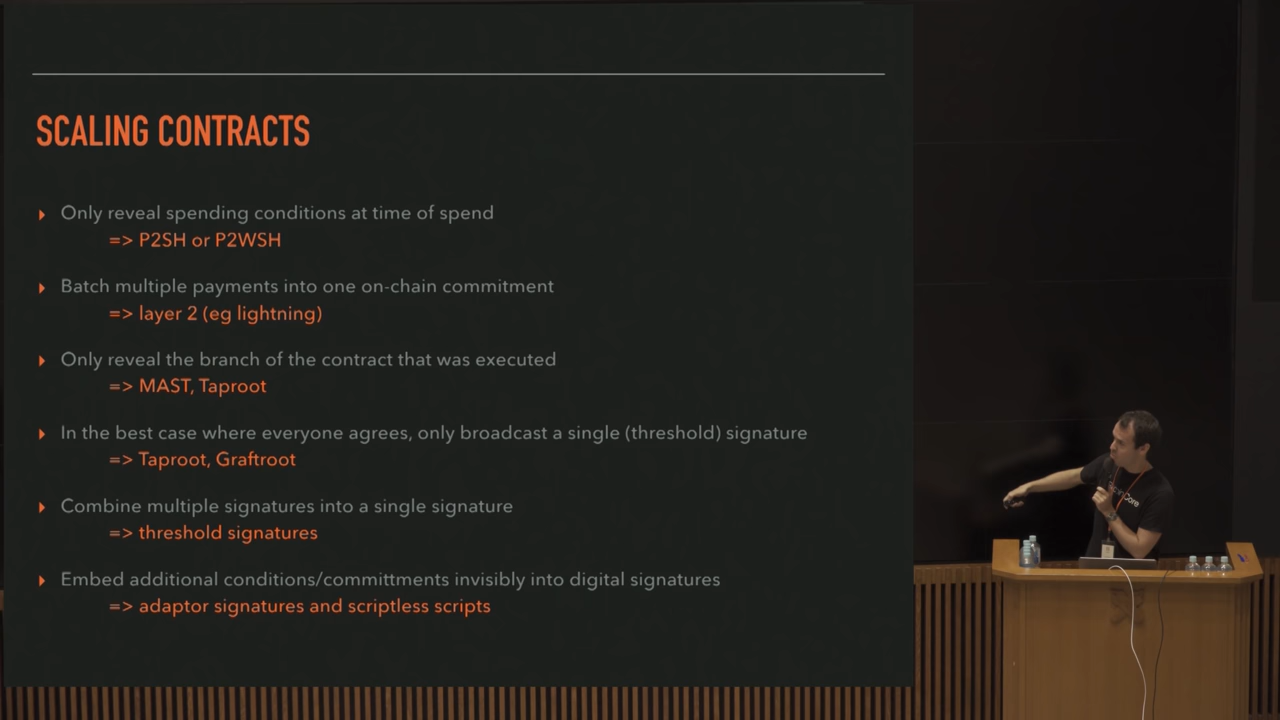 SCALING CONTRACTS
Only reveal spending conditions at time of spend
=> P2SH or P2WSH
Batch multiple payments into one on-chain commitment
=> layer 2 (eg lightning)
Only reveal the branch of the contract that was executed
=> MAST, Taproot
In the best case where everyone agrees, only broadcast a single (threshold) signature
=> Taproot, Graftroot
Combine multiple signatures into a single signature
=> threshold signatures
Embed additional conditions/committments invisibly into digital signatures
=> adaptor signatures and scriptless scripts